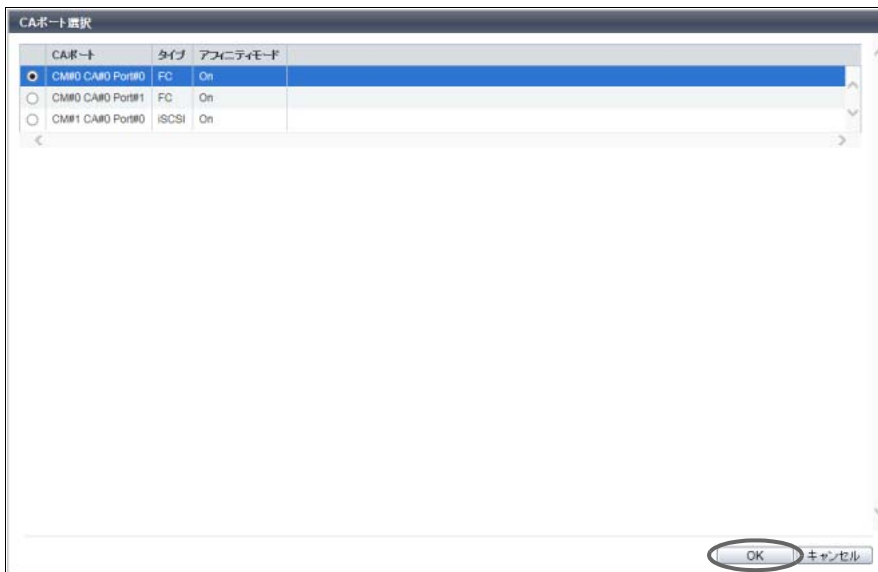 CAポート選択
CAポート タイプ アフィニティモード
CM#0 CA#0 Port#0 FC On
CM#0 CA#0 Port#1 FC On
CM#1 CA#0 Port#0 iSCSI On
OK キャンセル